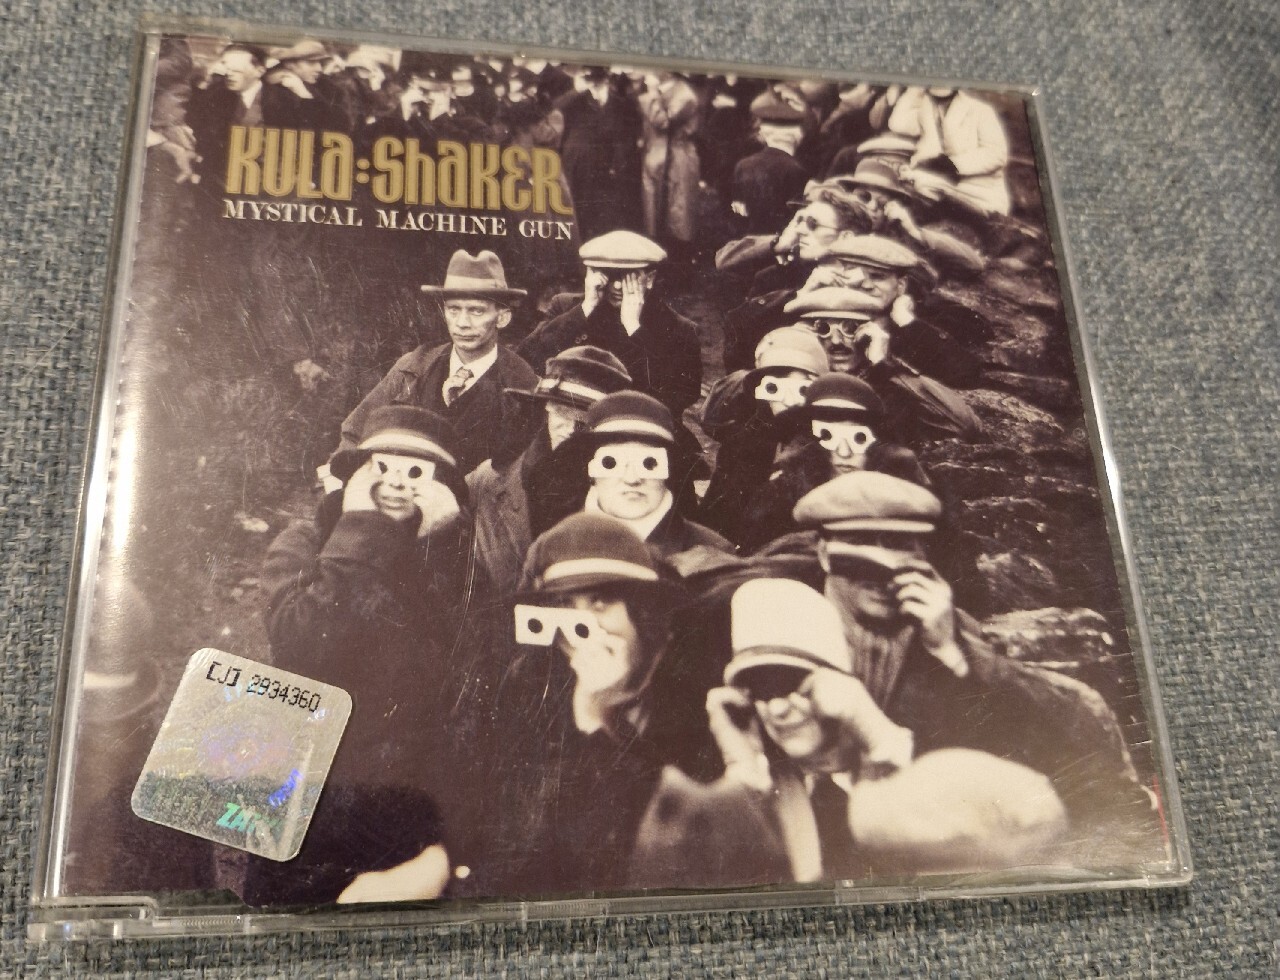 KULA:SHAKER
MYSTICAL MACHINE GUN
[J] 2934360